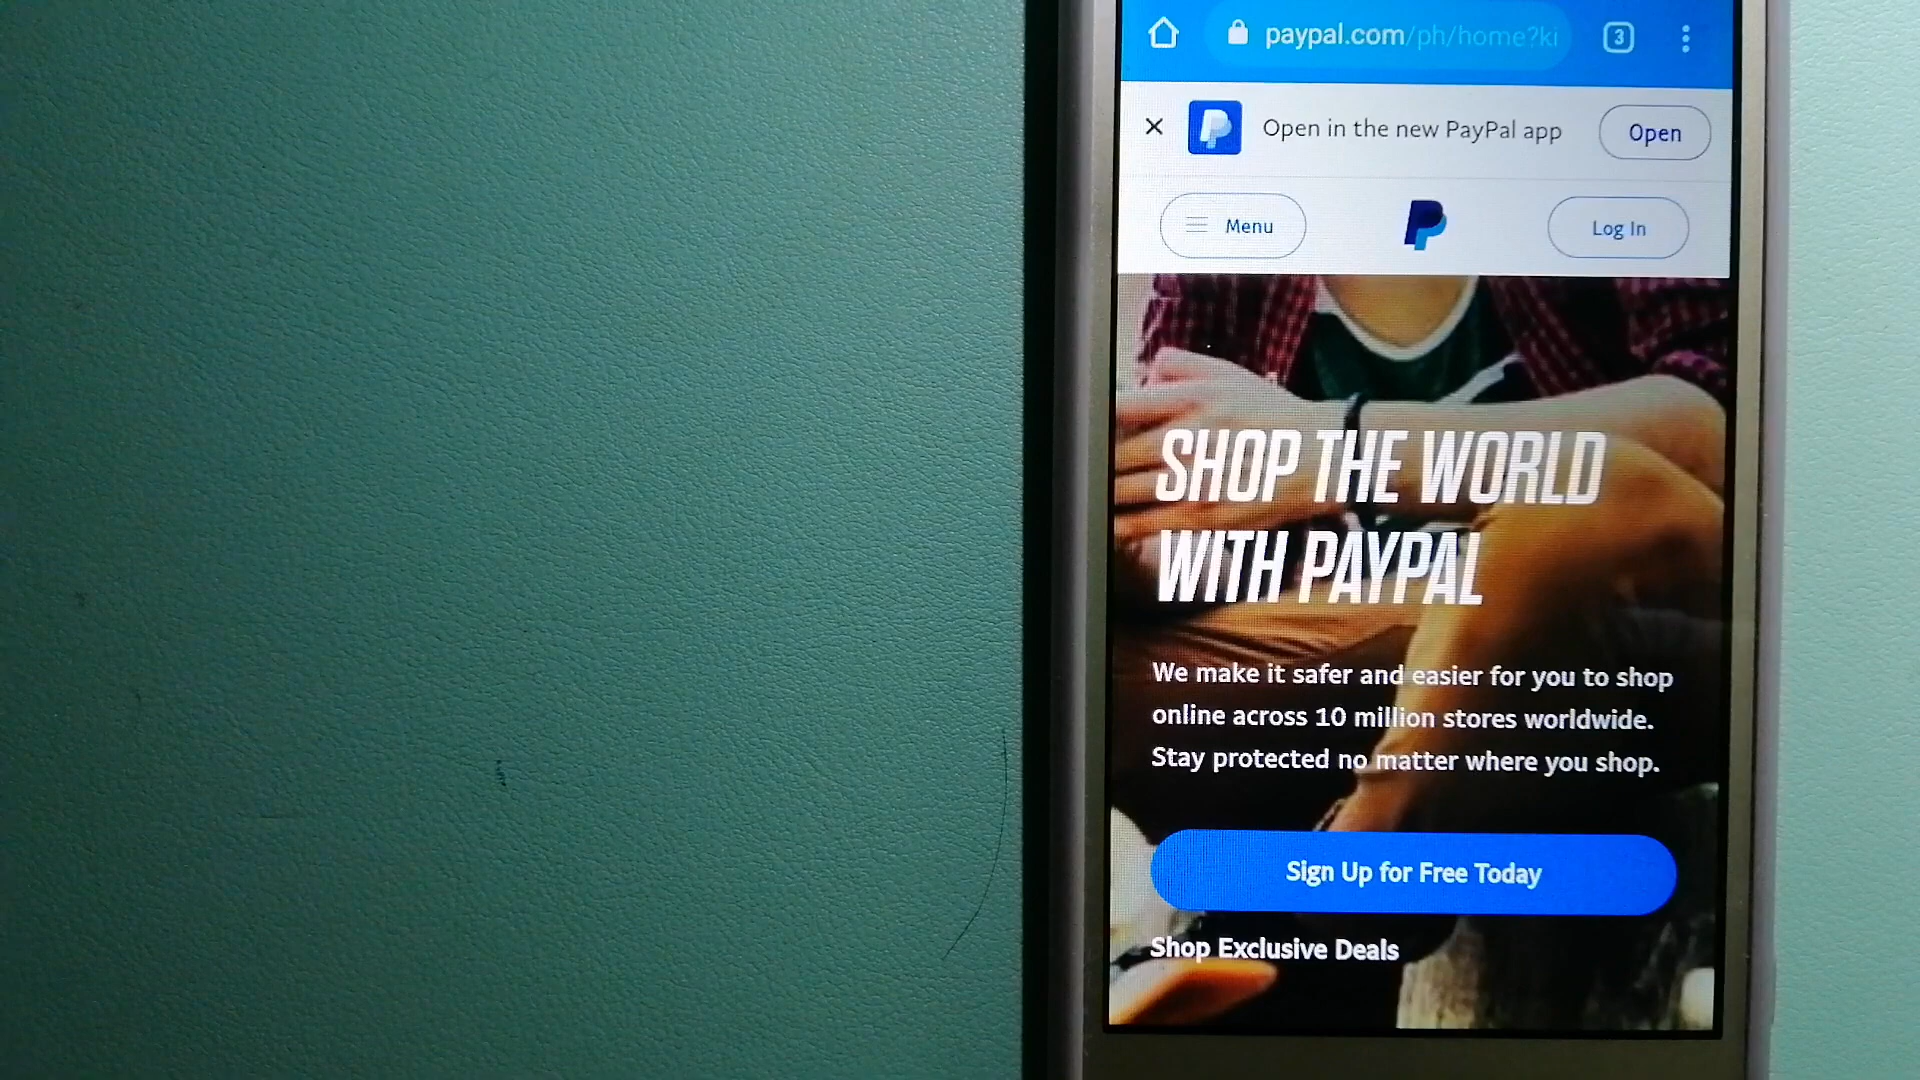 paypal.com/ph/home?ki
3
Open in the new PayPal app
Open
Menu
Log In
SHOP THE WORLD
WITH PAYPAL
We make it safer and easier for you to shop
online across 10 million stores worldwide.
Stay protected no matter where you shop.
Sign Up for Free Today
Shop Exclusive Deals